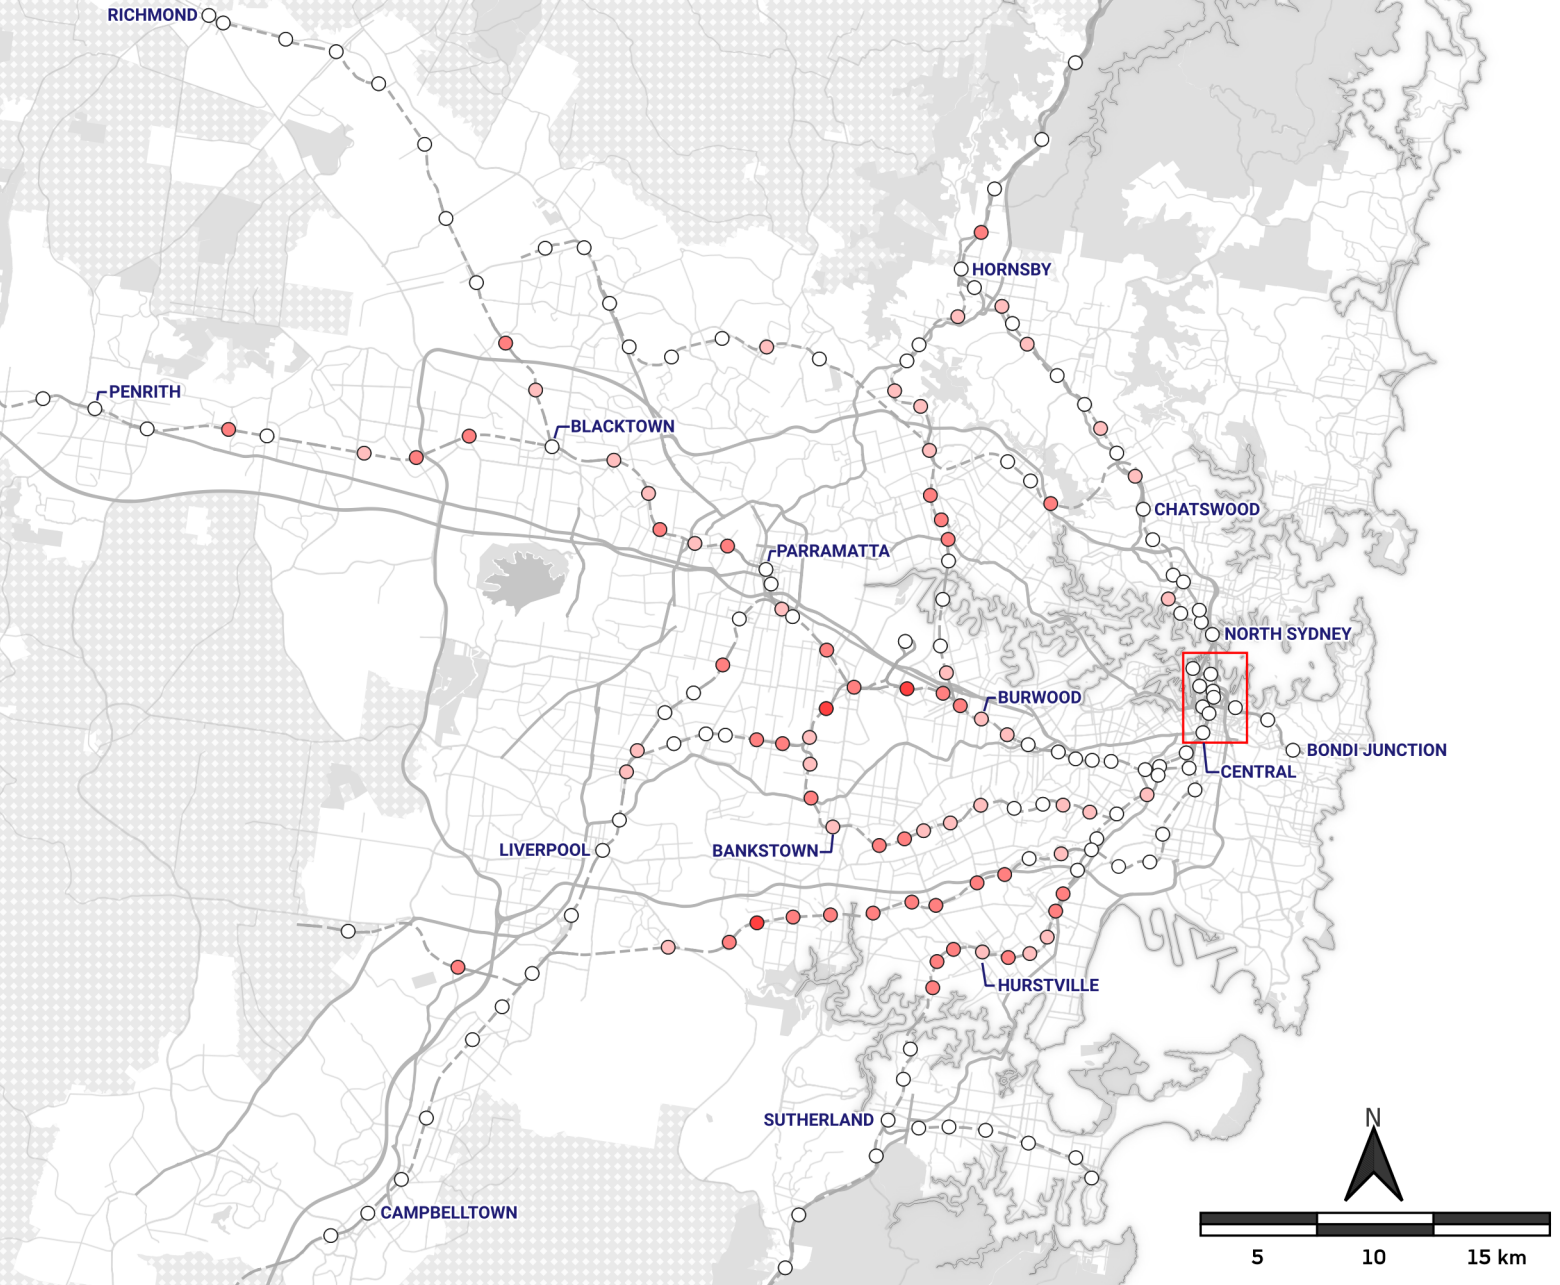 RICHMOND
HORNSBY
PENRITH
BLACKTOWN
CHATSWOOD
PARRAMATTA
NORTH SYDNEY
BURWOOD
BONDI JUNCTION
CENTRAL
LIVERPOOL
BANKSTOWN
HURSTVILLE
SUTHERLAND
N
CAMPBELLTOWN
5 10 15 km